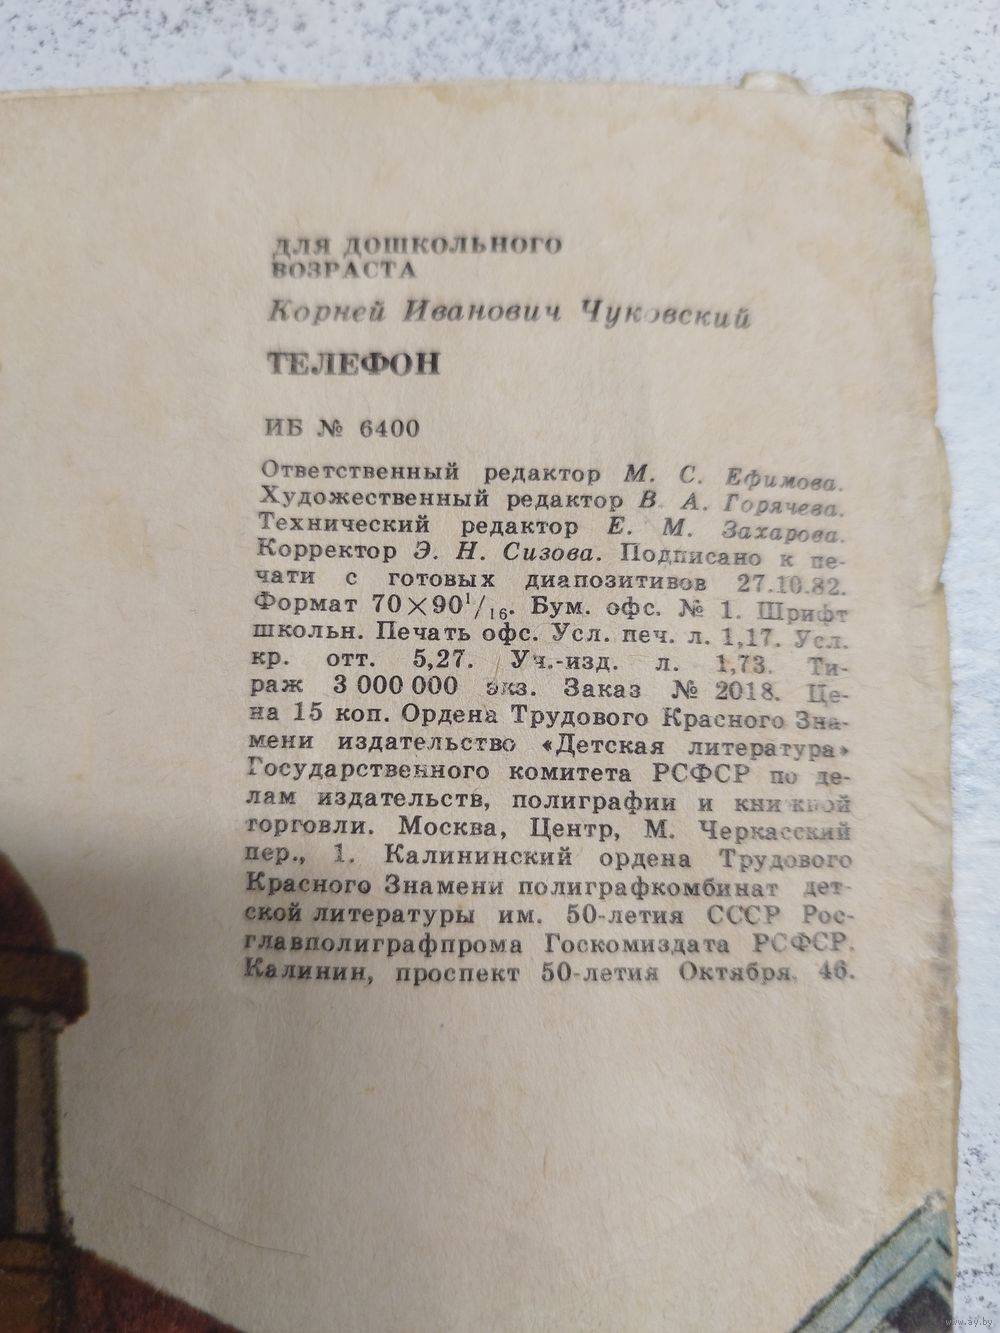 ДЛЯ ДОШКОЛЬНОГО
ВОЗРАСТА
Корней Иванович Чуковский
ТЕЛЕФОН
ИБ № 6400
Ответственный редактор М. С. Ефимова.
Художественный редактор В. А. Горячева.
Технический редактор Е. М. Захарова.
Корректор Э. Н. Сизова. Подписано к пе-
чати с готовых диапозитивов 27.10.82.
Формат 70×90¹/₁₆. Бум. офс. № 1. Шрифт
школьн. Печать офс. Усл. печ. л. 1,17. Усл.
кр. отт. 5,27. Уч.-изд. л. 1,73. Ти-
раж 3 000 000 экз. Заказ № 2018. Це-
на 15 коп. Ордена Трудового Красного Зна-
мени издательство «Детская литература»
Государственного комитета РСФСР по де-
лам издательств, полиграфии и книжной
торговли. Москва, Центр, М. Черкасский
пер., 1. Калининский ордена Трудового
Красного Знамени полиграфкомбинат дет-
ской литературы им. 50-летия СССР Рос-
главполиграфпрома Госкомиздата РСФСР.
Калинин, проспект 50-летия Октября, 46.
www.ay.by